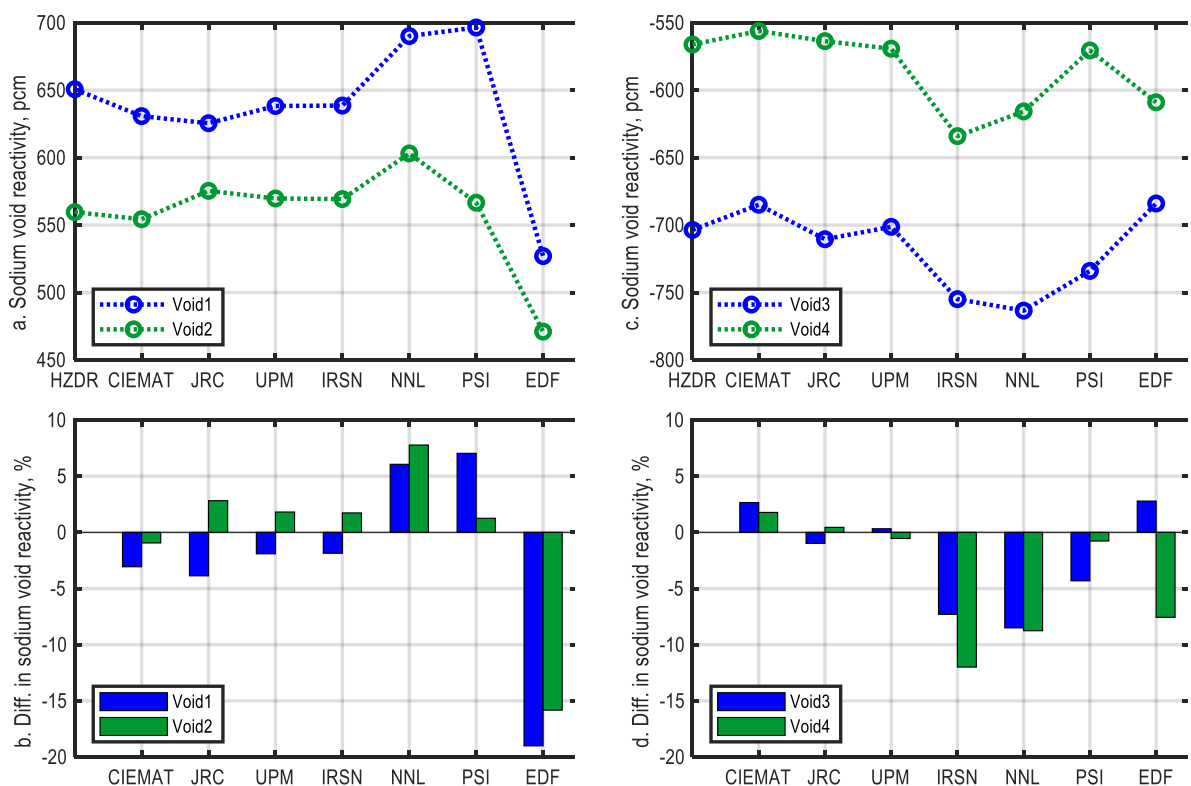 a. Sodium void reactivity, pcm
700
650
600
550
500
450
Void1
Void2
HZDR CIEMAT JRC UPM IRSN NNL PSI EDF
c. Sodium void reactivity, pcm
-550
-600
-650
-700
-750
-800
Void3
Void4
HZDR CIEMAT JRC UPM IRSN NNL PSI EDF
b. Diff. in sodium void reactivity, %
10
5
0
-5
-10
-15
-20
Void1
Void2
CIEMAT JRC UPM IRSN NNL PSI EDF
d. Diff. in sodium void reactivity, %
10
5
0
-5
-10
-15
-20
Void3
Void4
CIEMAT JRC UPM IRSN NNL PSI EDF